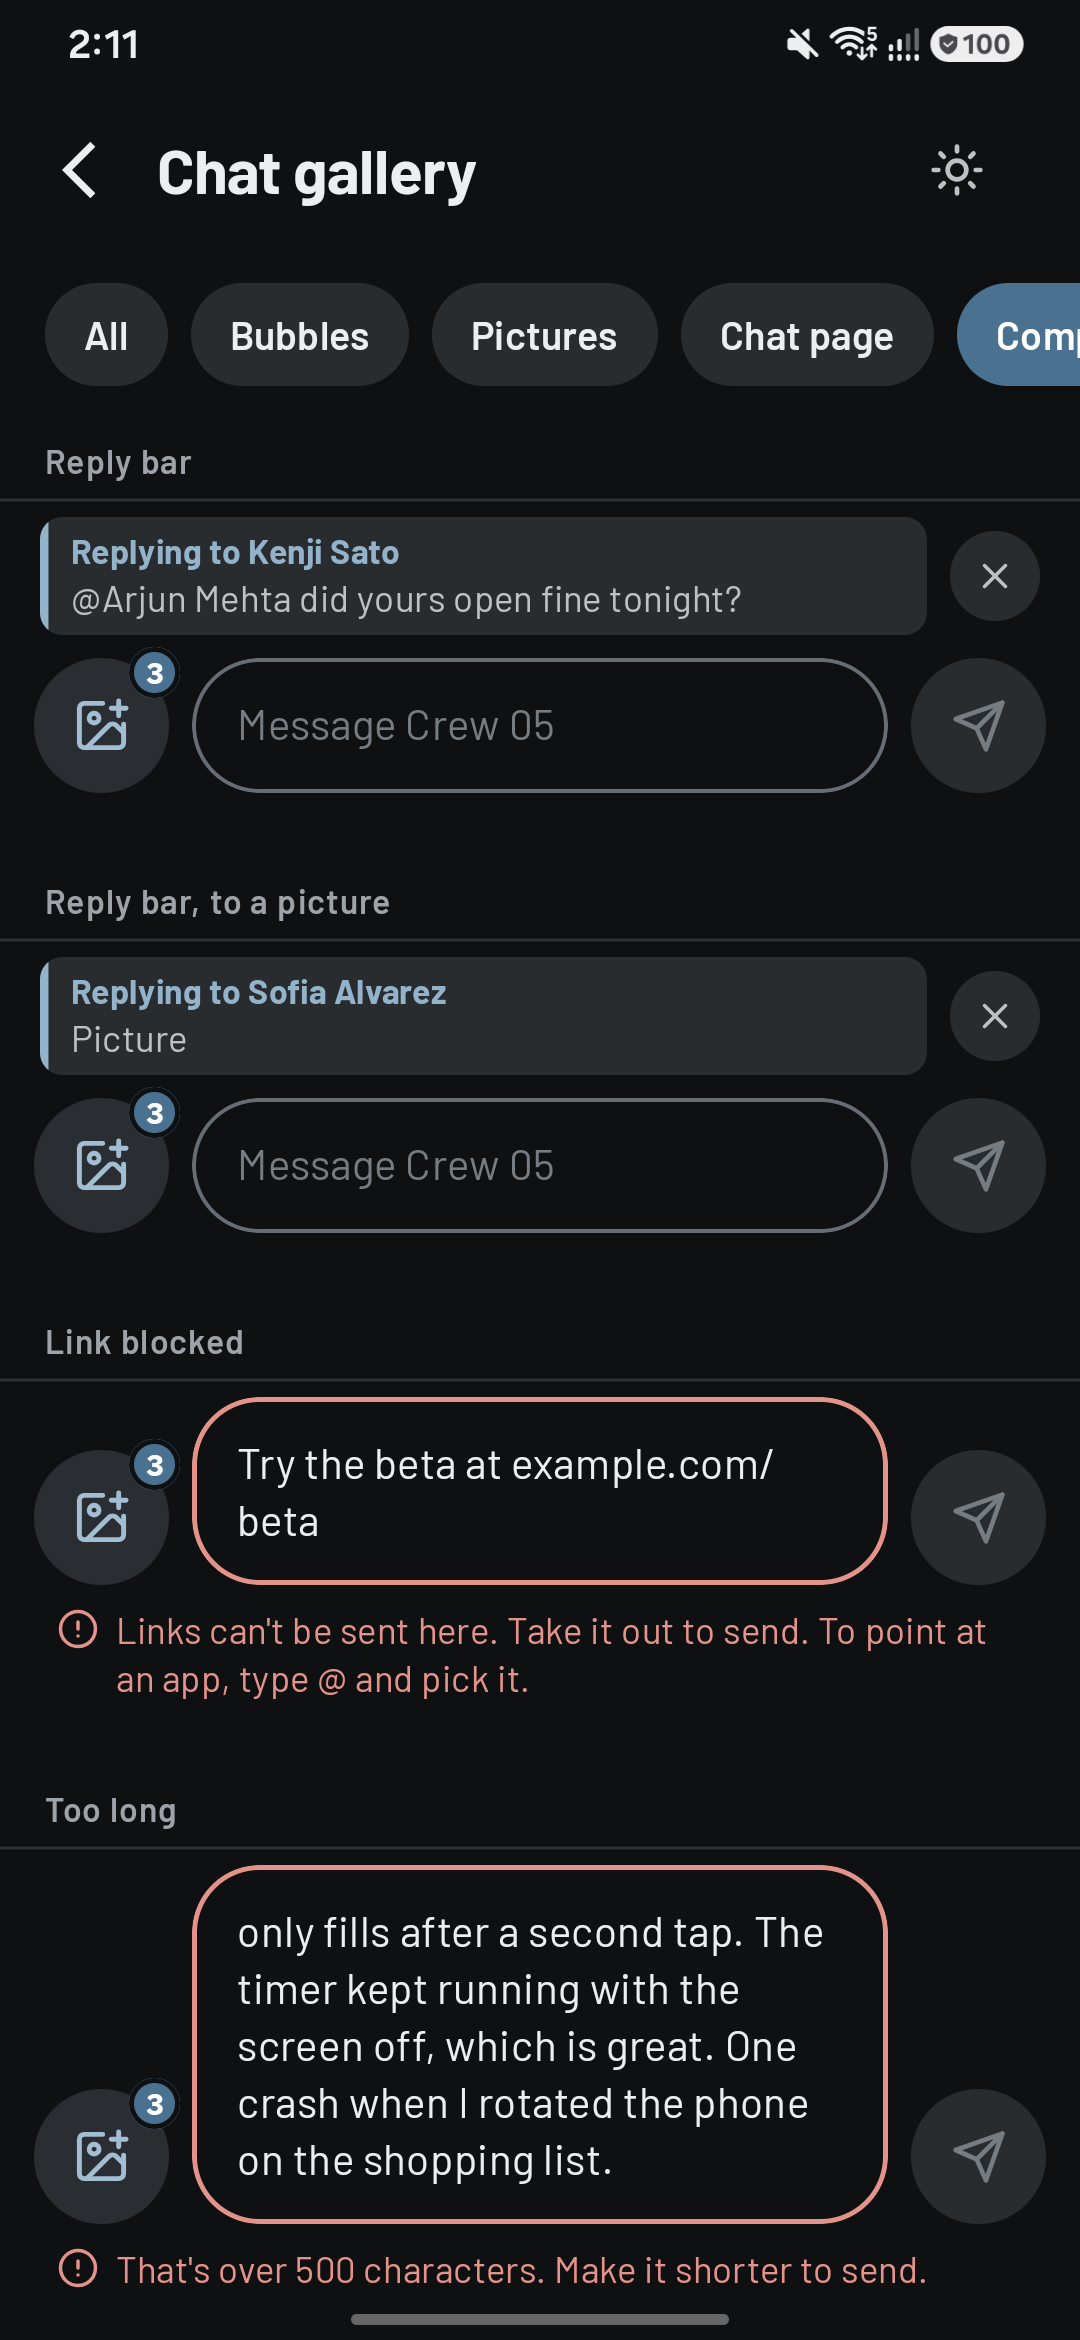 2:11
5
100
Chat gallery
All
Bubbles
Pictures
Chat page
Comp
Reply bar
Replying to Kenji Sato
@Arjun Mehta did yours open fine tonight?
3
Message Crew 05
Reply bar, to a picture
Replying to Sofia Alvarez
Picture
3
Message Crew 05
Link blocked
Try the beta at example.com/
beta
3
Links can't be sent here. Take it out to send. To point at
an app, type @ and pick it.
Too long
only fills after a second tap. The
timer kept running with the
screen off, which is great. One
crash when I rotated the phone
on the shopping list.
3
That's over 500 characters. Make it shorter to send.